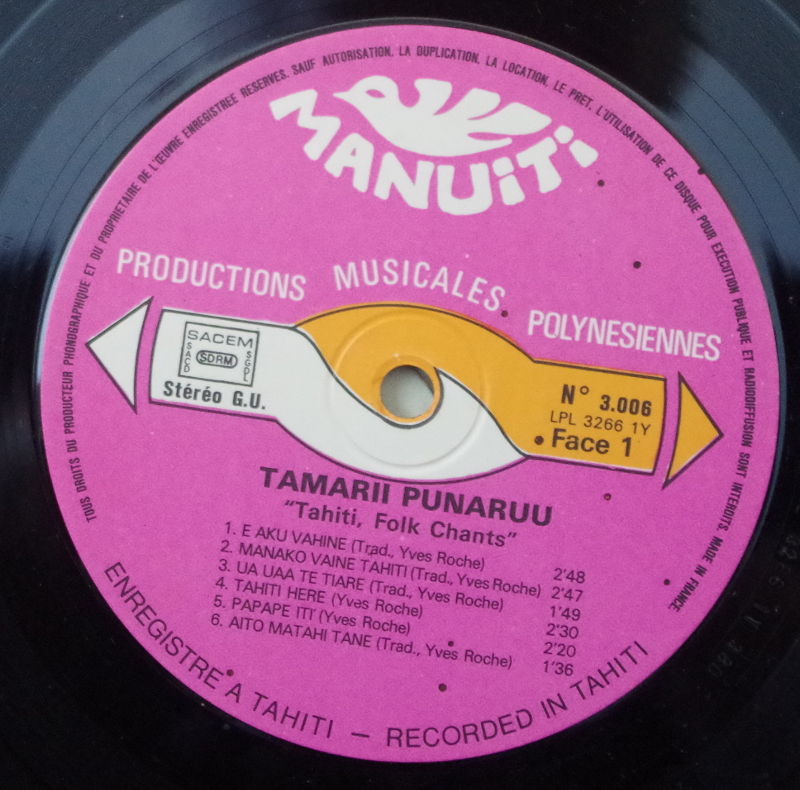 TOUS DROITS DU PRODUCTEUR PHONOGRAPHIQUE ET DU PROPRIETAIRE DE L'ŒUVRE ENREGISTREE RESERVES. SAUF AUTORISATION, LA DUPLICATION, LA LOCATION, LE PRET, L'UTILISATION DE CE DISQUE POUR EXECUTION PUBLIQUE ET RADIODIFFUSION SONT INTERDITS. MADE IN FRANCE
MANUiTi
PRODUCTIONS MUSICALES POLYNESIENNES
SACEM
SACD
SDRM
SGDL
Stéréo G.U.
N° 3.006
LPL 3266 1Y
Face 1
TAMARII PUNARUU
"Tahiti, Folk Chants"
1. E AKU VAHINE (Trad., Yves Roche) 2'48
2. MANAKO VAINE TAHITI (Trad., Yves Roche) 2'47
3. UA UAA TE TIARE (Trad., Yves Roche) 1'49
4. TAHITI HERE (Yves Roche) 2'30
5. PAPAPE ITI' (Yves Roche) 2'20
6. AITO MATAHI TANE (Trad., Yves Roche) 1'36
ENREGISTRE A TAHITI — RECORDED IN TAHITI